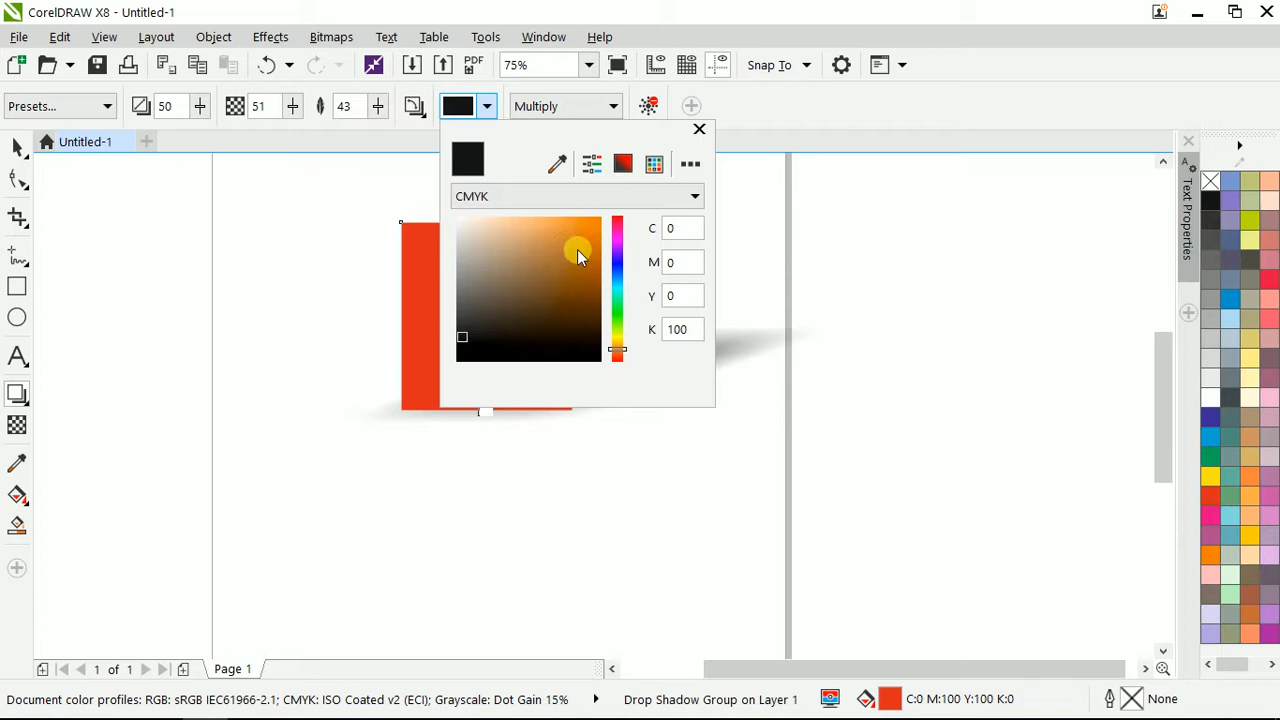 CorelDRAW X8 - Untitled-1
File Edit View Layout Object Effects Bitmaps Text Table Tools Window Help
PDF 75% Snap To
Presets... 50 51 43 Multiply
Untitled-1
CMYK
C 0
M 0
Y 0
K 100
Text Properties
1 of 1 Page 1
Document color profiles: RGB: sRGB IEC61966-2.1; CMYK: ISO Coated v2 (ECI); Grayscale: Dot Gain 15% Drop Shadow Group on Layer 1 C:0 M:100 Y:100 K:0 None